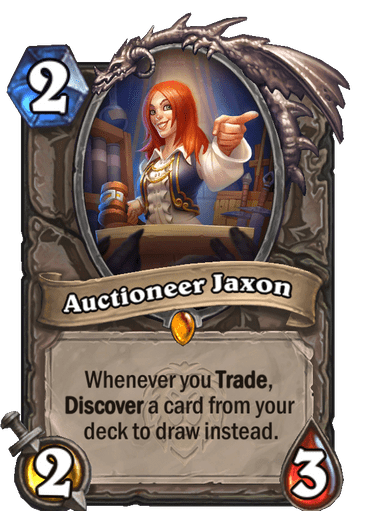 2
Auctioneer Jaxon
Whenever you Trade,
Discover a card from your
deck to draw instead.
2
3